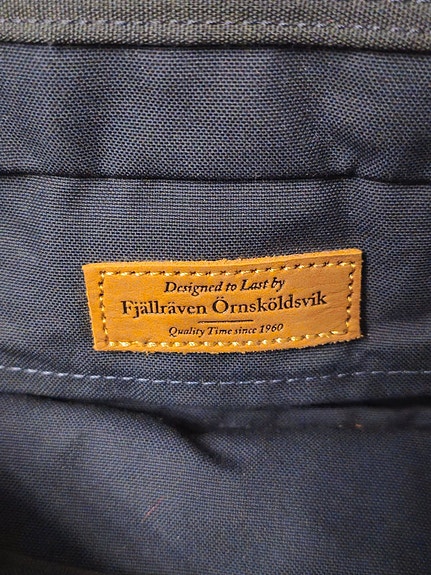 Designed to Last by
Fjällräven Örnsköldsvik
Quality Time since 1960